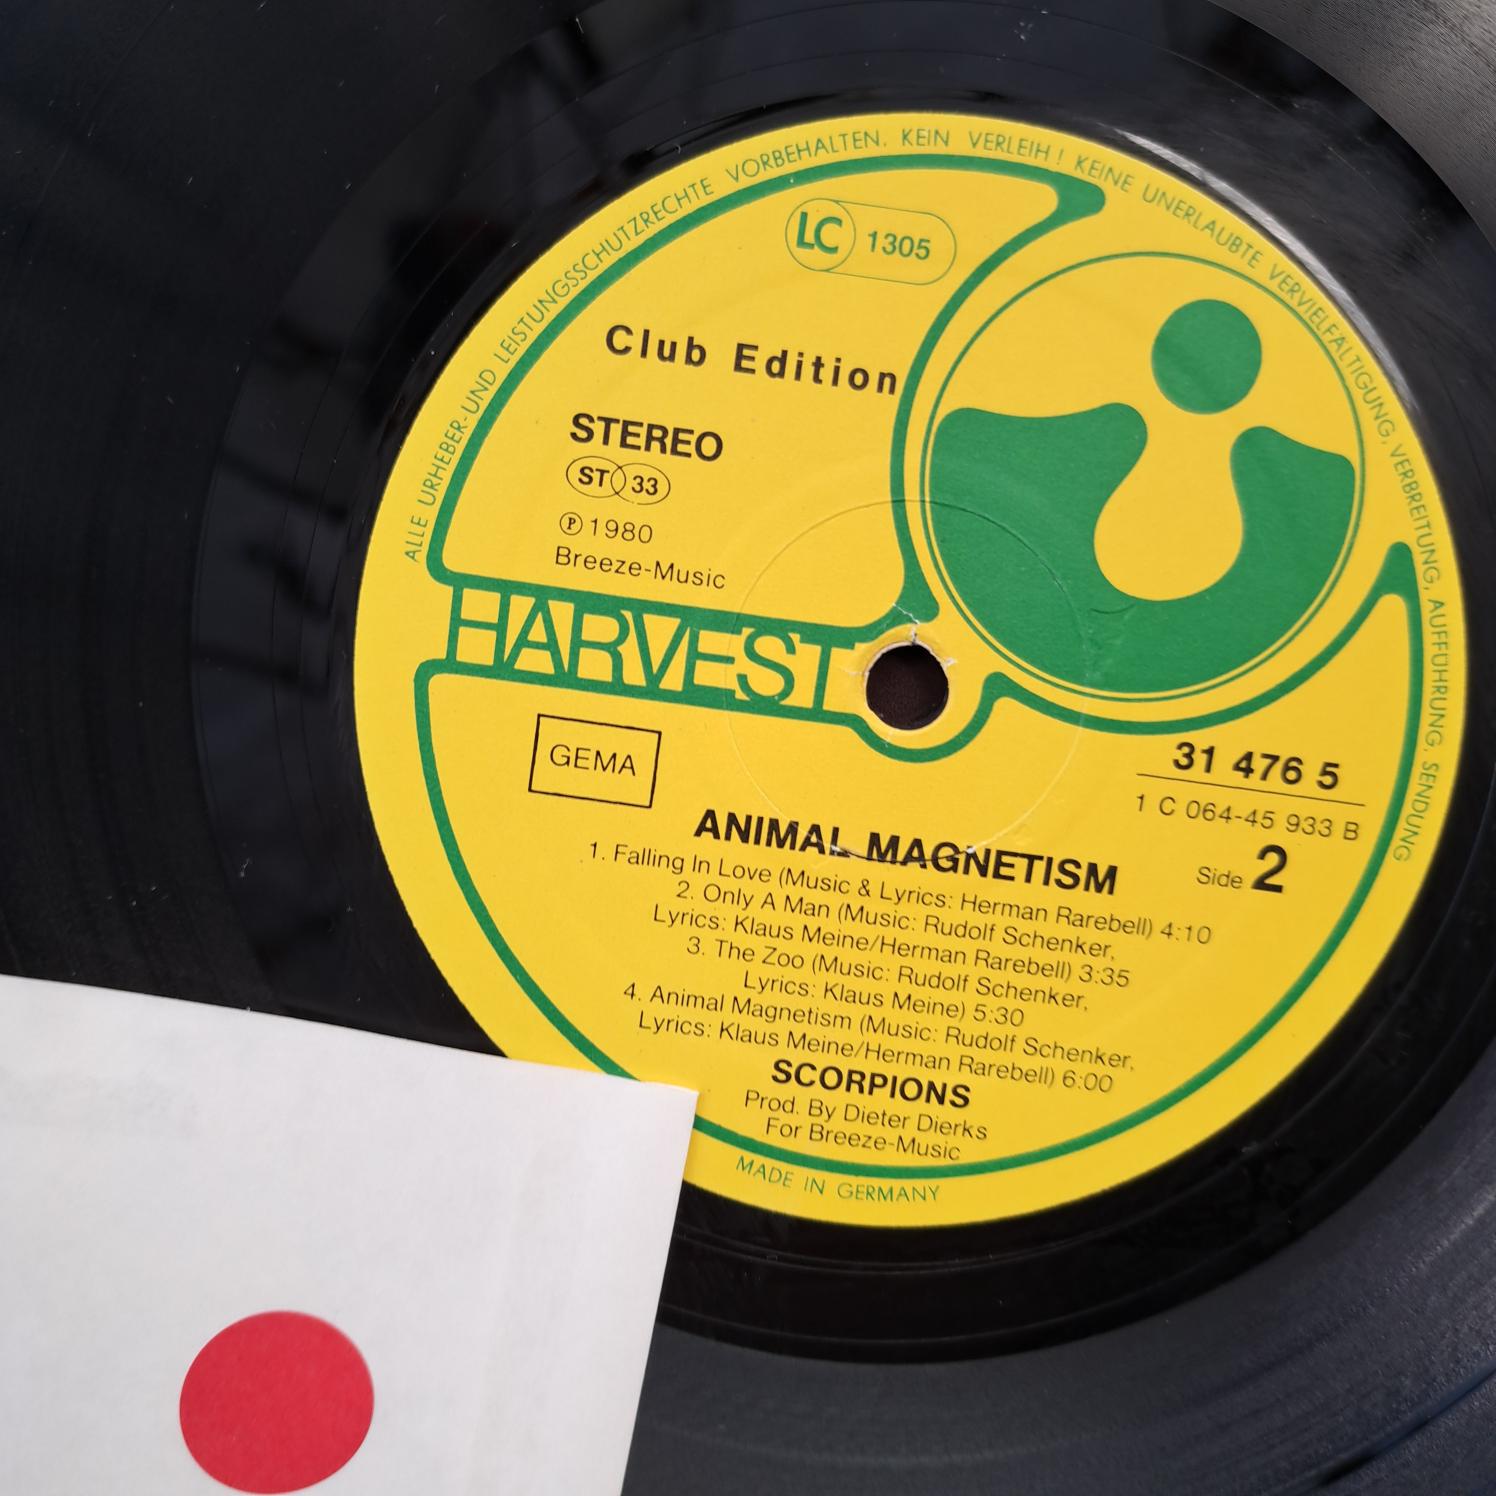 ALLE URHEBER-UND LEISTUNGSSCHUTZRECHTE VORBEHALTEN. KEIN VERLEIH! KEINE UNERLAUBTE VERVIELFÄLTIGUNG, VERBREITUNG, AUFFÜHRUNG, SENDUNG
LC 1305
Club Edition
STEREO
ST 33
℗ 1980
Breeze-Music
HARVEST
GEMA
31 476 5
1 C 064-45 933 B
Side 2
ANIMAL MAGNETISM
1. Falling In Love (Music & Lyrics: Herman Rarebell) 4:10
2. Only A Man (Music: Rudolf Schenker,
Lyrics: Klaus Meine/Herman Rarebell) 3:35
3. The Zoo (Music: Rudolf Schenker,
Lyrics: Klaus Meine) 5:30
4. Animal Magnetism (Music: Rudolf Schenker,
Lyrics: Klaus Meine/Herman Rarebell) 6:00
SCORPIONS
Prod. By Dieter Dierks
For Breeze-Music
MADE IN GERMANY